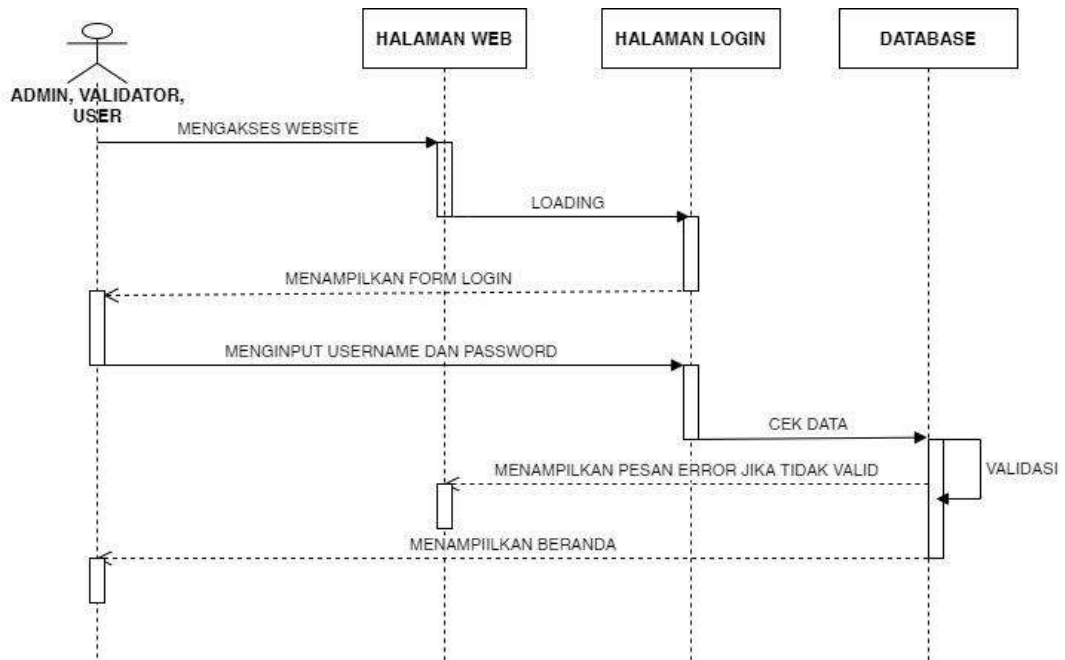 HALAMAN WEB
HALAMAN LOGIN
DATABASE
ADMIN, VALIDATOR,
USER
MENGAKSES WEBSITE
LOADING
MENAMPILKAN FORM LOGIN
MENGINPUT USERNAME DAN PASSWORD
CEK DATA
MENAMPILKAN PESAN ERROR JIKA TIDAK VALID
VALIDASI
MENAMPIILKAN BERANDA